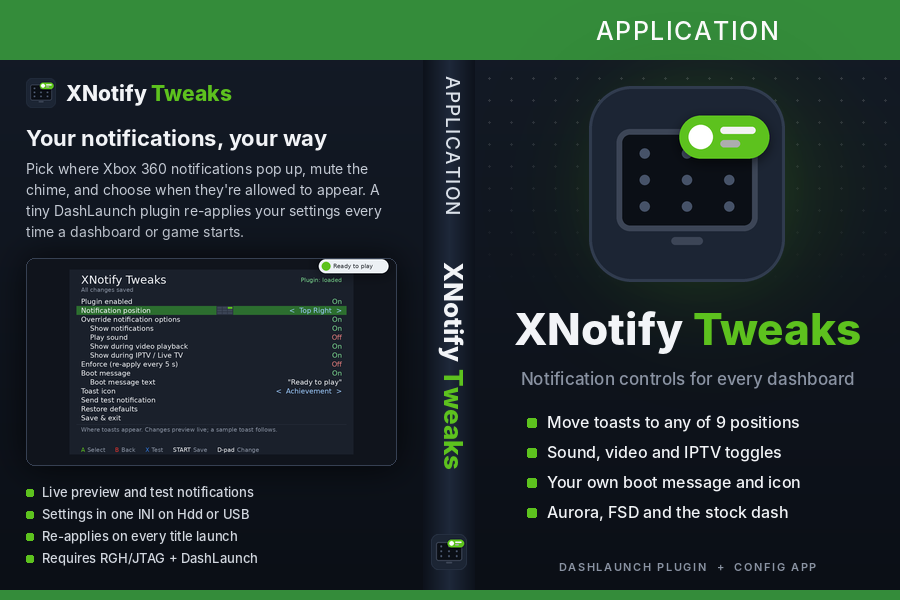 APPLICATION
XNotify Tweaks
Your notifications, your way
Pick where Xbox 360 notifications pop up, mute the
chime, and choose when they're allowed to appear. A
tiny DashLaunch plugin re-applies your settings every
time a dashboard or game starts.
Ready to play
XNotify Tweaks
Plugin: loaded
All changes saved
Plugin enabled On
Notification position < Top Right >
Override notification options On
Show notifications On
Play sound Off
Show during video playback On
Show during IPTV / Live TV On
Enforce (re-apply every 5 s) Off
Boot message On
Boot message text "Ready to play"
Toast icon < Achievement >
Send test notification
Restore defaults
Save & exit
Where toasts appear. Changes preview live; a sample toast follows.
A Select B Back X Test START Save D-pad Change
Live preview and test notifications
Settings in one INI on Hdd or USB
Re-applies on every title launch
Requires RGH/JTAG + DashLaunch
APPLICATION
XNotify Tweaks
XNotify Tweaks
Notification controls for every dashboard
Move toasts to any of 9 positions
Sound, video and IPTV toggles
Your own boot message and icon
Aurora, FSD and the stock dash
DASHLAUNCH PLUGIN + CONFIG APP